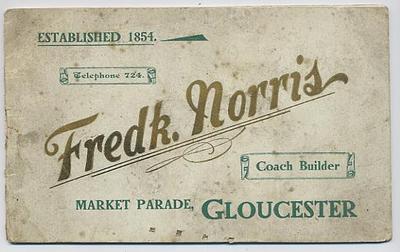 ESTABLISHED 1854.
Telephone 724.
Fredk. Norris
Coach Builder
MARKET PARADE, GLOUCESTER